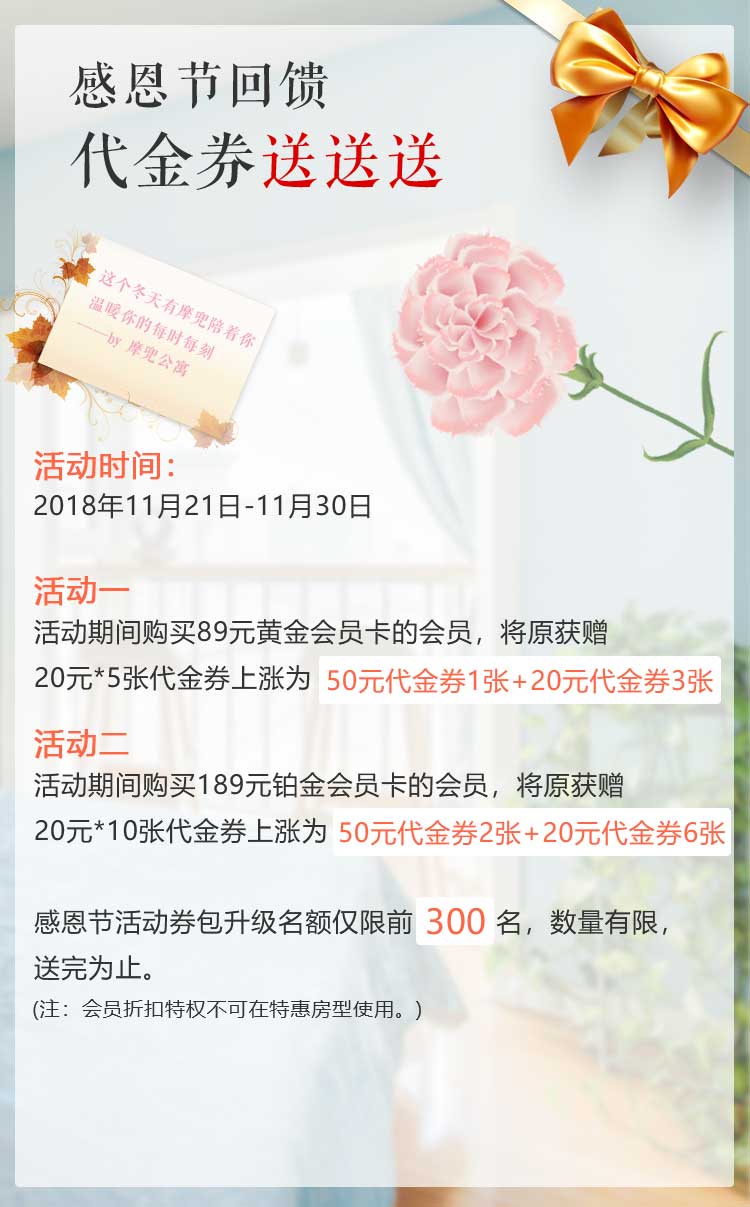 感恩节回馈
代金券送送送
这个冬天有摩兜陪着你
温暖你的每时每刻
——by 摩兜公寓
活动时间：
2018年11月21日-11月30日
活动一
活动期间购买89元黄金会员卡的会员，将原获赠
20元*5张代金券上涨为 50元代金券1张+20元代金券3张
活动二
活动期间购买189元铂金会员卡的会员，将原获赠
20元*10张代金券上涨为 50元代金券2张+20元代金券6张
感恩节活动券包升级名额仅限前 300 名，数量有限，
送完为止。
(注：会员折扣特权不可在特惠房型使用。)